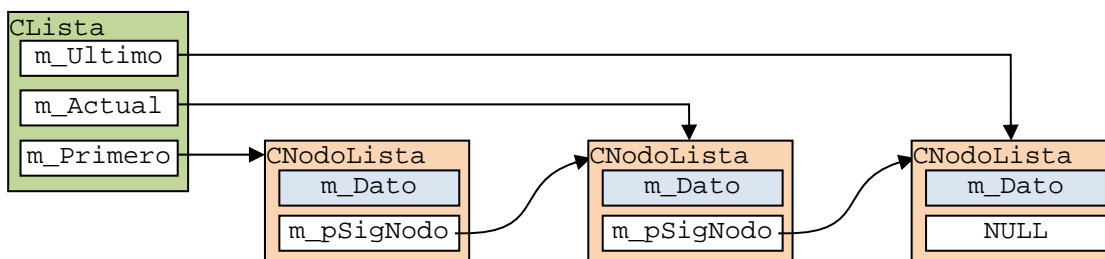 CLista
m_Ultimo
m_Actual
m_Primero
CNodoLista
m_Dato
m_pSigNodo
CNodoLista
m_Dato
m_pSigNodo
CNodoLista
m_Dato
NULL